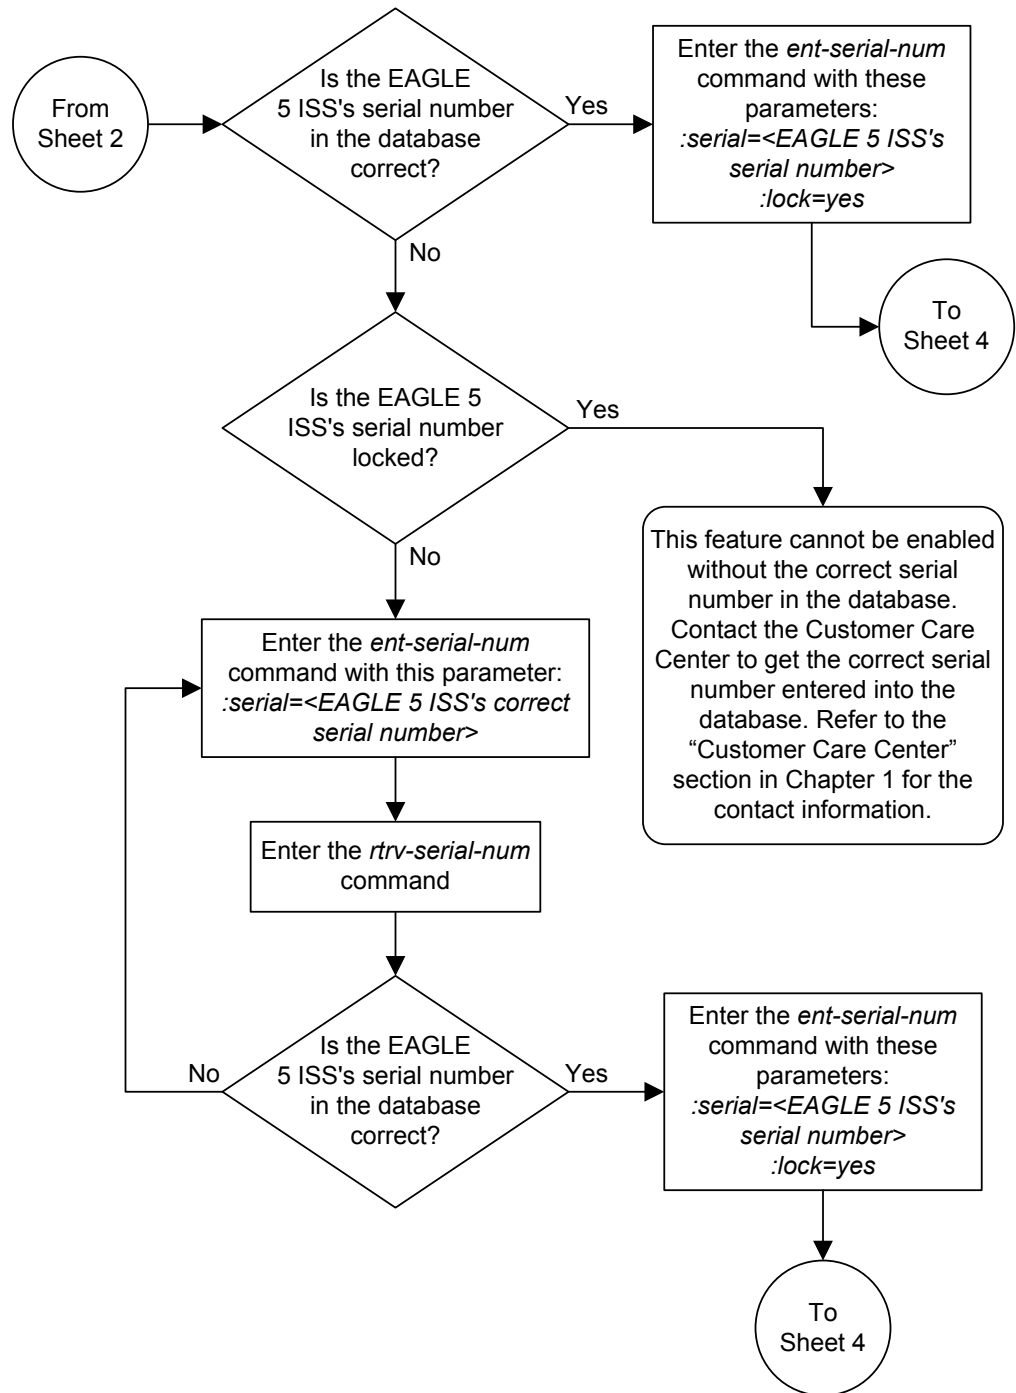 From
Sheet 2
Is the EAGLE
5 ISS's serial number
in the database
correct?
Yes
Enter the ent-serial-num
command with these
parameters:
:serial=<EAGLE 5 ISS's
serial number>
:lock=yes
No
To
Sheet 4
Is the EAGLE 5
ISS's serial number
locked?
Yes
No
This feature cannot be enabled
without the correct serial
number in the database.
Contact the Customer Care
Center to get the correct serial
number entered into the
database. Refer to the
“Customer Care Center”
section in Chapter 1 for the
contact information.
Enter the ent-serial-num
command with this parameter:
:serial=<EAGLE 5 ISS's correct
serial number>
Enter the rtrv-serial-num
command
Is the EAGLE
5 ISS's serial number
in the database
correct?
No
Yes
Enter the ent-serial-num
command with these
parameters:
:serial=<EAGLE 5 ISS's
serial number>
:lock=yes
To
Sheet 4